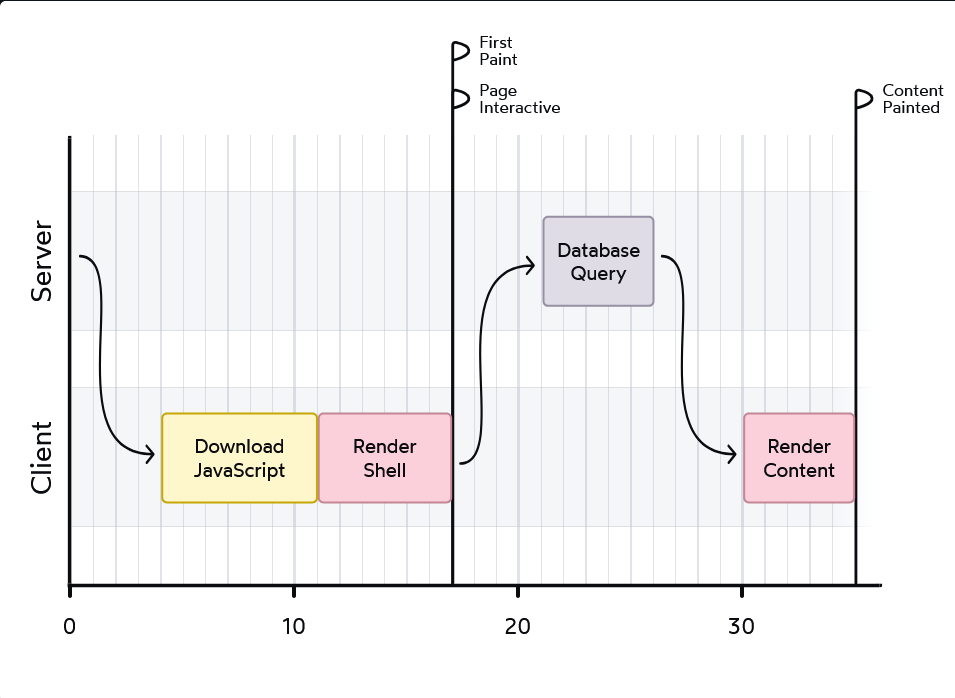 First
Paint
Page
Interactive
Content
Painted
Server
Database
Query
Client
Download
JavaScript
Render
Shell
Render
Content
0
10
20
30